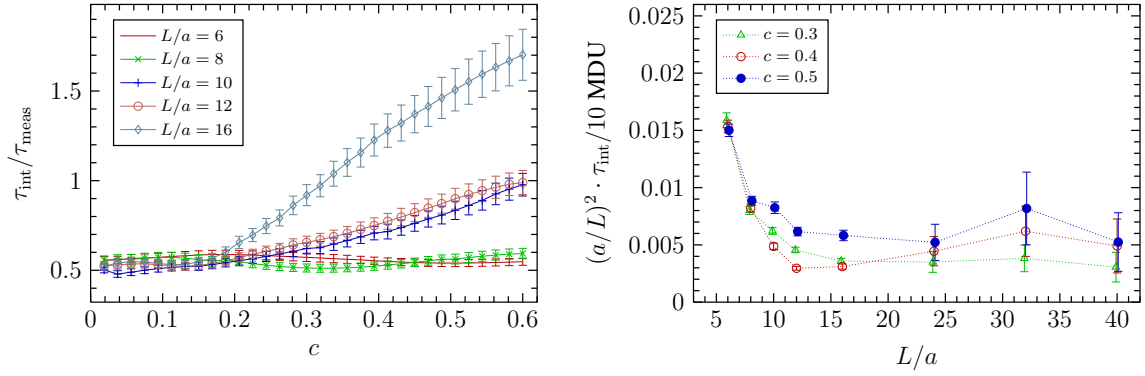 τint/τmeas
1.5
1
0.5
0
0.1
0.2
0.3
0.4
0.5
0.6
c
L/a = 6
L/a = 8
L/a = 10
L/a = 12
L/a = 16
(a/L)² · τint/10 MDU
0.025
0.02
0.015
0.01
0.005
0
5
10
15
20
25
30
35
40
L/a
c = 0.3
c = 0.4
c = 0.5